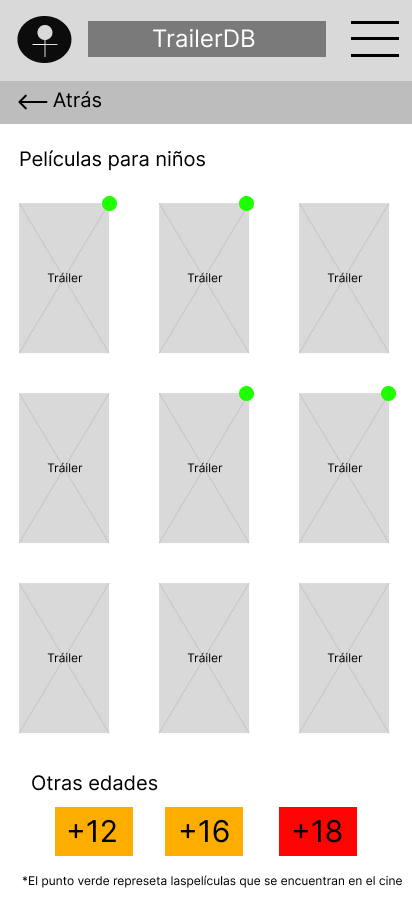 TrailerDB
Atrás
Películas para niños
Tráiler Tráiler Tráiler
Tráiler Tráiler Tráiler
Tráiler Tráiler Tráiler
Otras edades
+12 +16 +18
*El punto verde represeta laspelículas que se encuentran en el cine